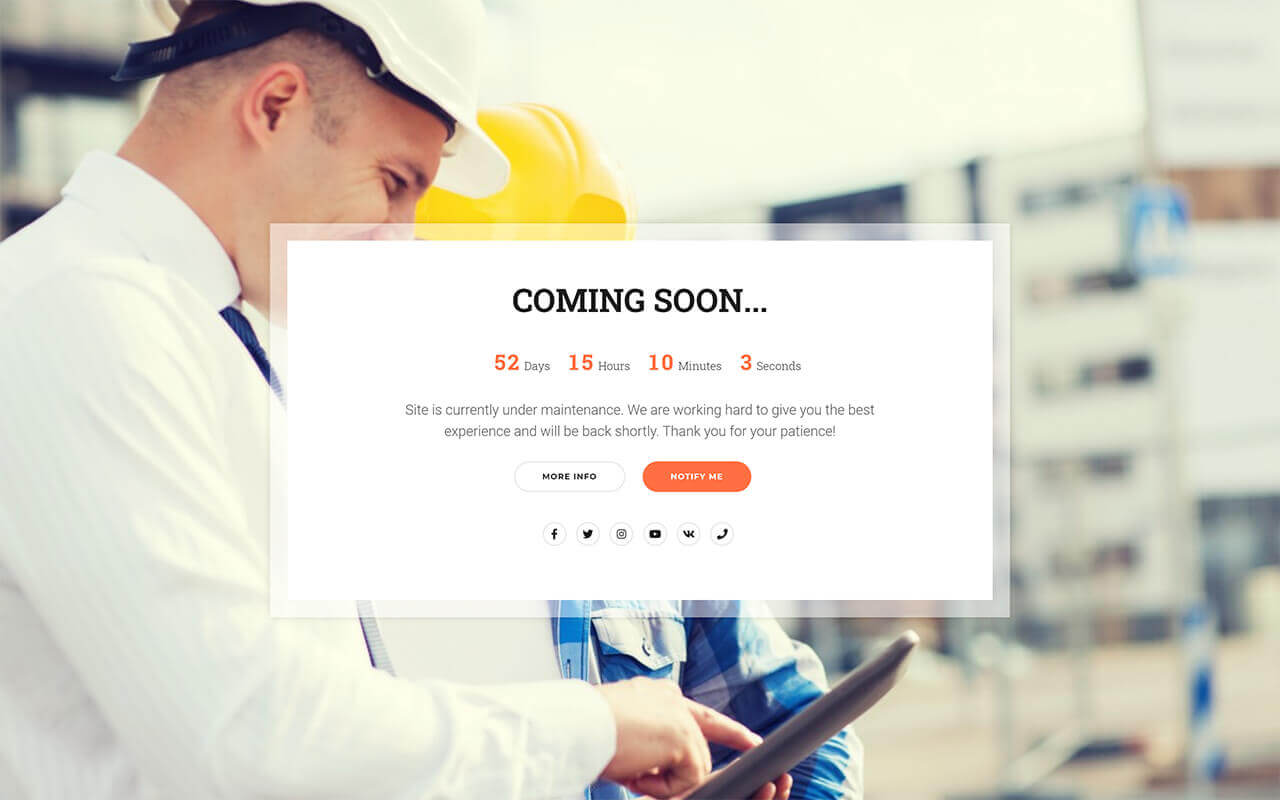 COMING SOON...
52 Days 15 Hours 10 Minutes 3 Seconds
Site is currently under maintenance. We are working hard to give you the best
experience and will be back shortly. Thank you for your patience!
MORE INFO NOTIFY ME